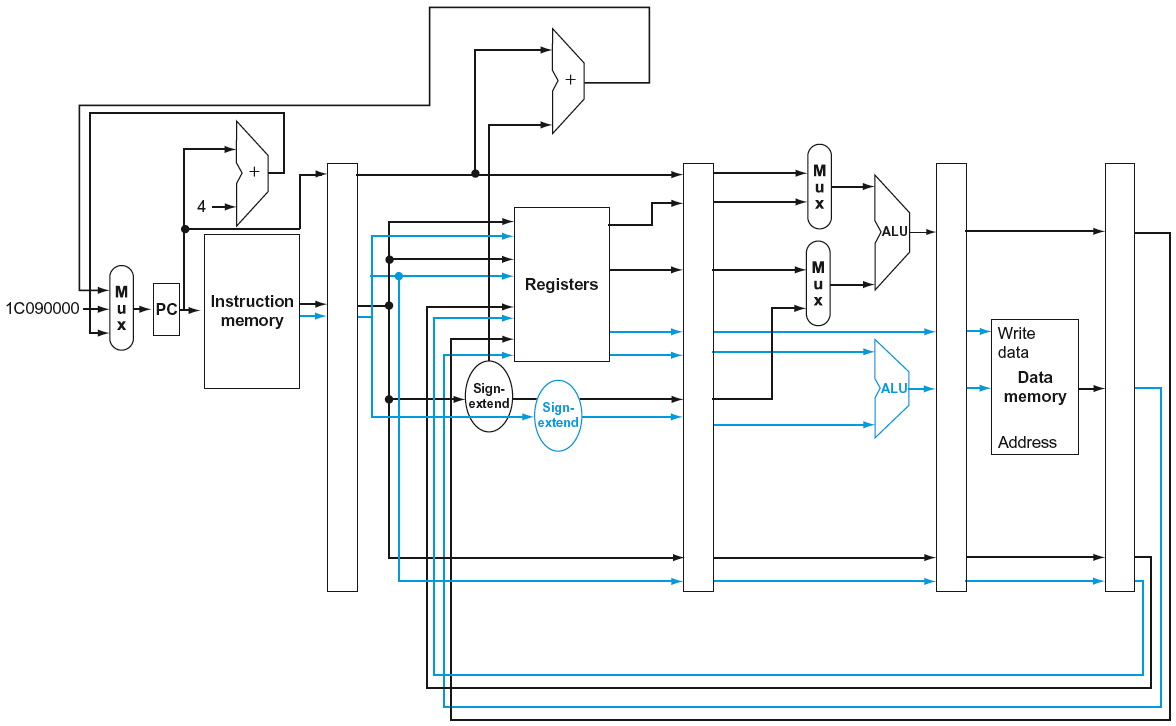 +
+
4
M
u
x
M
u
x
M
u
x
ALU
ALU
1C090000
PC
Instruction
memory
Registers
Sign-
extend
Sign-
extend
Write
data
Data
memory
Address